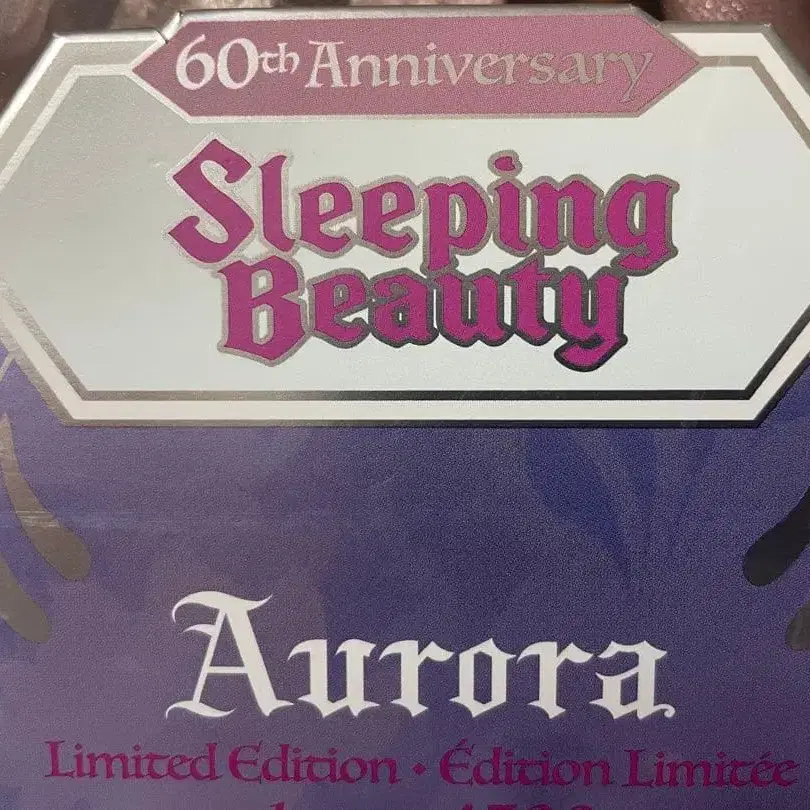 60th Anniversary
Sleeping
Beauty
Aurora
Limited Edition • Édition Limitée